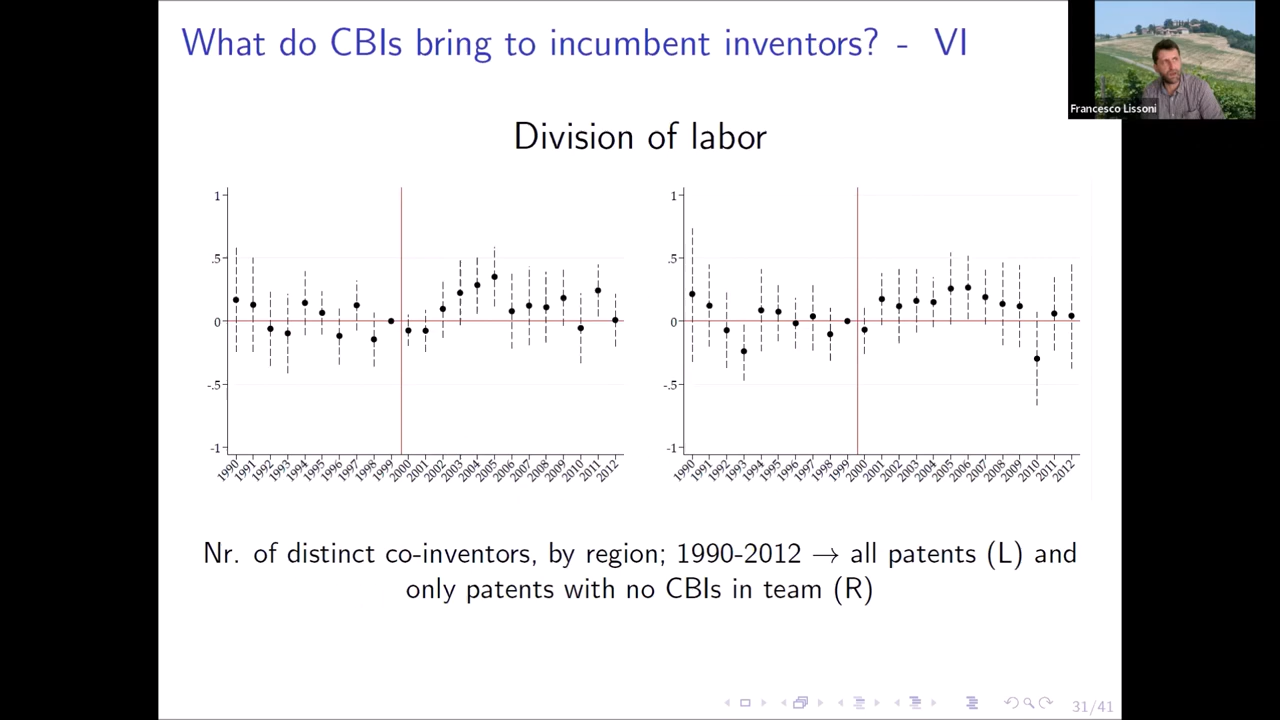 What do CBIs bring to incumbent inventors? - VI
Francesco Lissoni
Division of labor
1
.5
0
-.5
-1
1990 1991 1992 1993 1994 1995 1996 1997 1998 1999 2000 2001 2002 2003 2004 2005 2006 2007 2008 2009 2010 2011 2012
1
.5
0
-.5
-1
1990 1991 1992 1993 1994 1995 1996 1997 1998 1999 2000 2001 2002 2003 2004 2005 2006 2007 2008 2009 2010 2011 2012
Nr. of distinct co-inventors, by region; 1990-2012 → all patents (L) and
only patents with no CBIs in team (R)
31/41